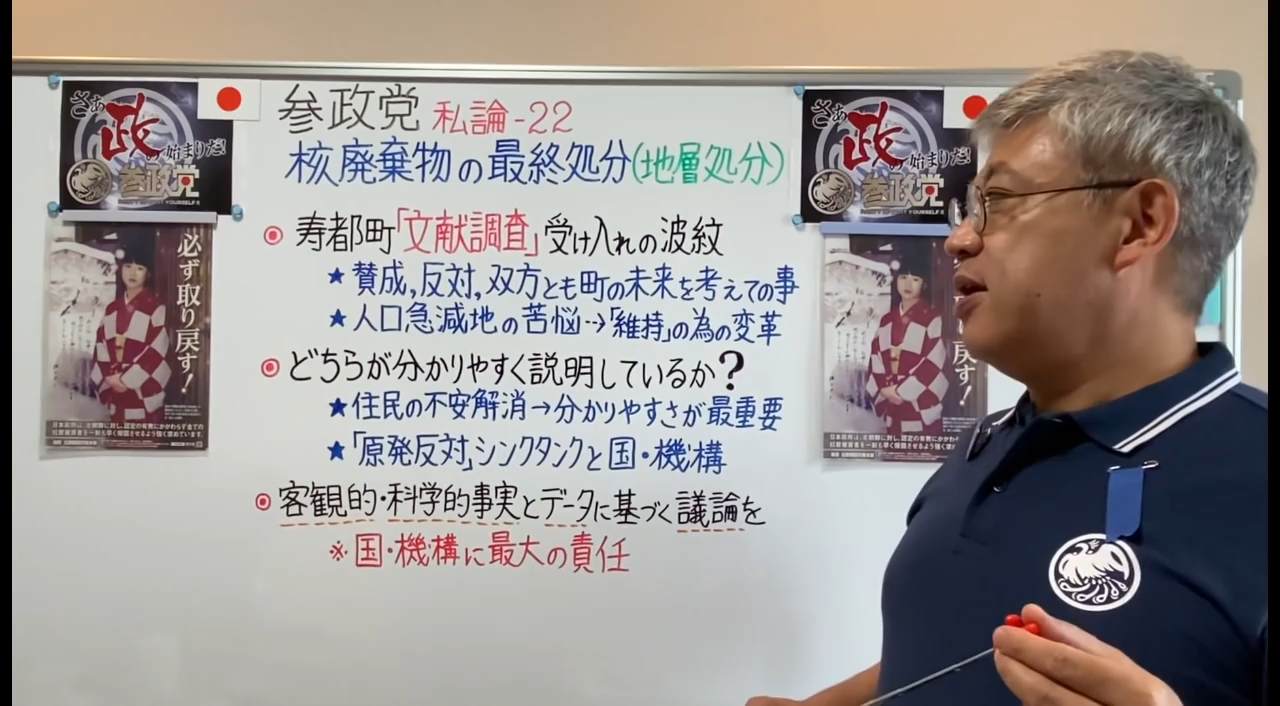 さぁ
政
の始まりだ!
参政党
必ず取り戻す!
参政党 私論-22
核廃棄物の最終処分(地層処分)
◎ 寿都町「文献調査」受け入れの波紋
★ 賛成,反対,双方とも町の未来を考えての事
★ 人口急減地の苦悩→「維持」の為の変革
◎ どちらが分かりやすく説明しているか?
★ 住民の不安解消→分かりやすさが最重要
★ 「原発反対」シンクタンクと国・機構
◎ 客観的・科学的事実とデータに基づく議論を
※ 国・機構に最大の責任
さぁ
政
の始まりだ!
参政党
戻す!